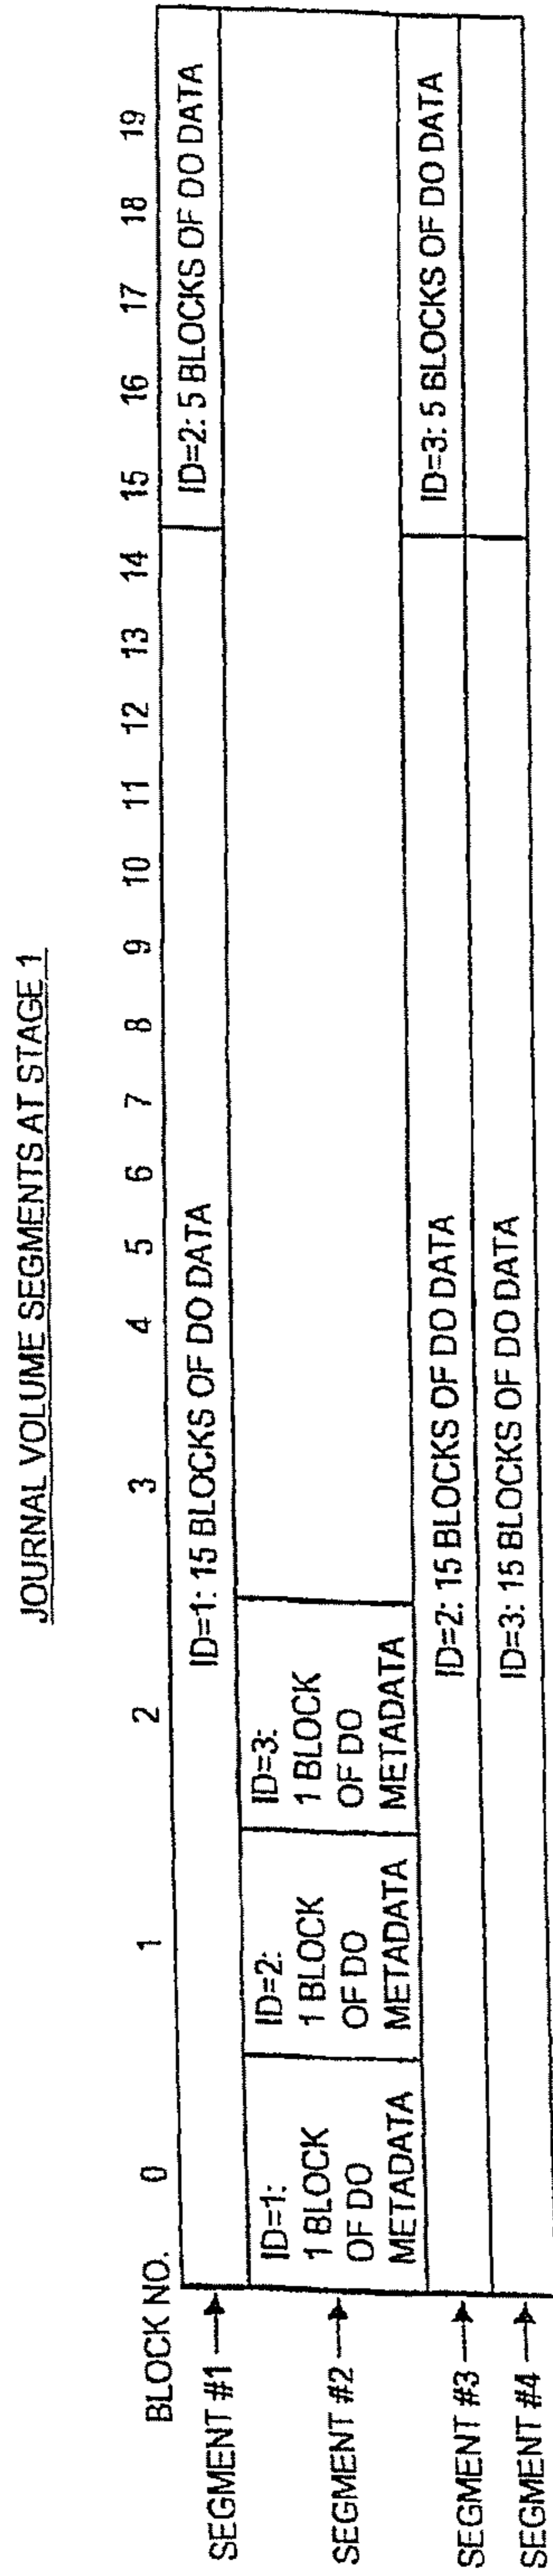 JOURNAL VOLUME SEGMENTS AT STAGE 1
BLOCK NO. 0 1 2 3 4 5 6 7 8 9 10 11 12 13 14 15 16 17 18 19
SEGMENT #1 ID=1: 15 BLOCKS OF DO DATA ID=2: 5 BLOCKS OF DO DATA
SEGMENT #2
ID=1:
1 BLOCK
OF DO
METADATA
ID=2:
1 BLOCK
OF DO
METADATA
ID=3:
1 BLOCK
OF DO
METADATA
SEGMENT #3 ID=2: 15 BLOCKS OF DO DATA ID=3: 5 BLOCKS OF DO DATA
SEGMENT #4 ID=3: 15 BLOCKS OF DO DATA